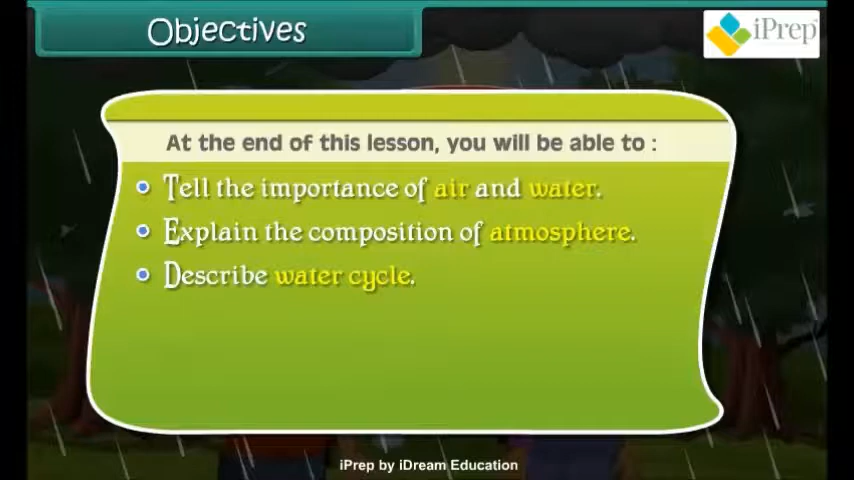 Objectives
iPrep
At the end of this lesson, you will be able to :
Tell the importance of air and water.
Explain the composition of atmosphere.
Describe water cycle.
iPrep by iDream Education